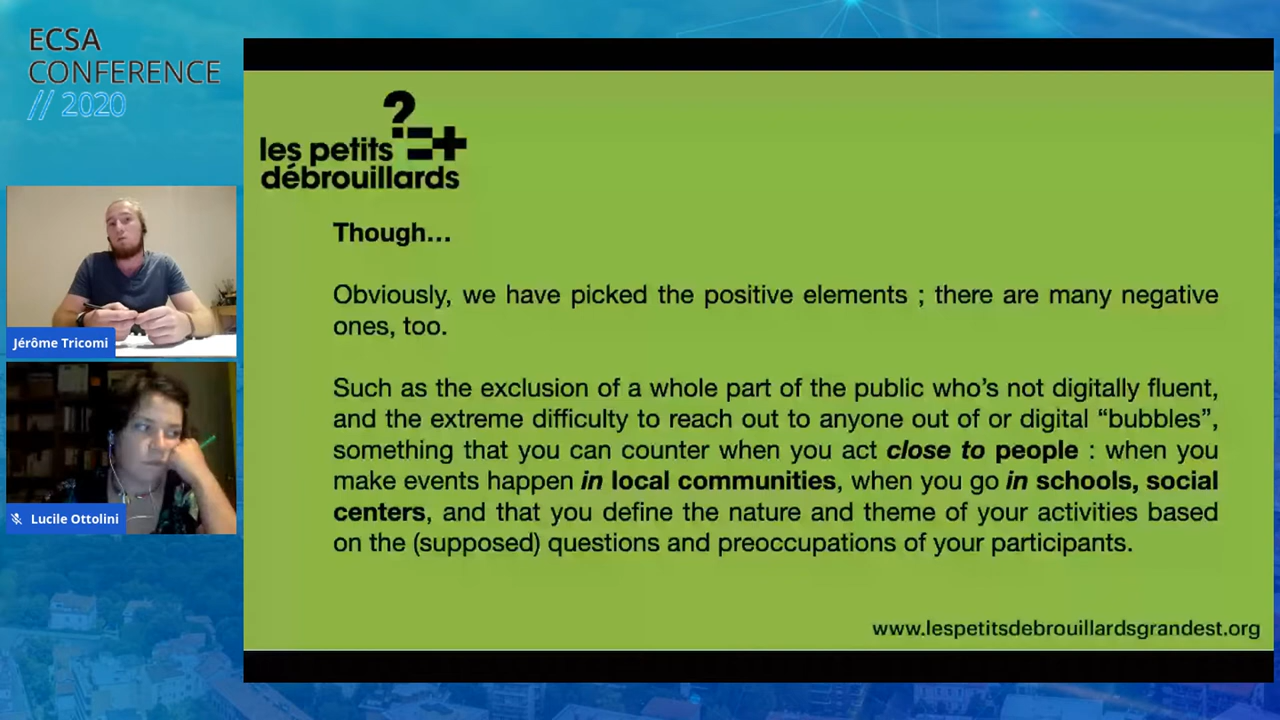 ECSA
CONFERENCE
// 2020
Jérôme Tricomi
Lucile Ottolini
?
les petits
débrouillards
Though...
Obviously, we have picked the positive elements ; there are many negative
ones, too.
Such as the exclusion of a whole part of the public who’s not digitally fluent,
and the extreme difficulty to reach out to anyone out of or digital “bubbles”,
something that you can counter when you act close to people : when you
make events happen in local communities, when you go in schools, social
centers, and that you define the nature and theme of your activities based
on the (supposed) questions and preoccupations of your participants.
www.lespetitsdebrouillardsgrandest.org